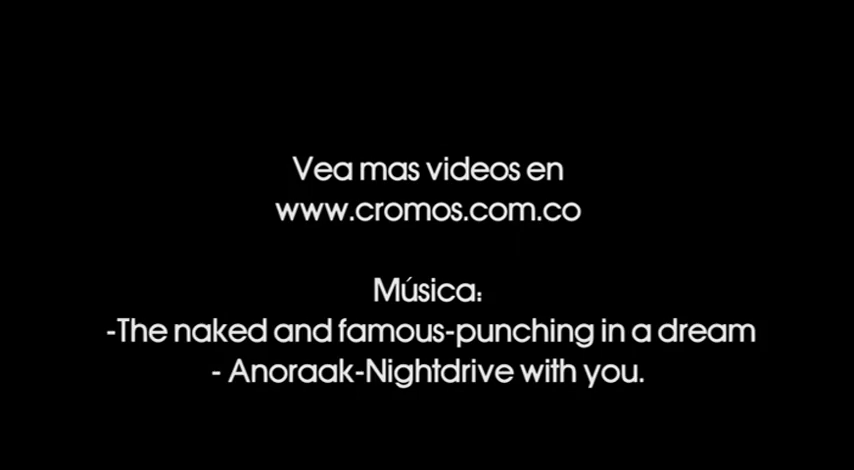 Vea mas videos en
www.cromos.com.co
Música:
-The naked and famous-punching in a dream
- Anoraak-Nightdrive with you.